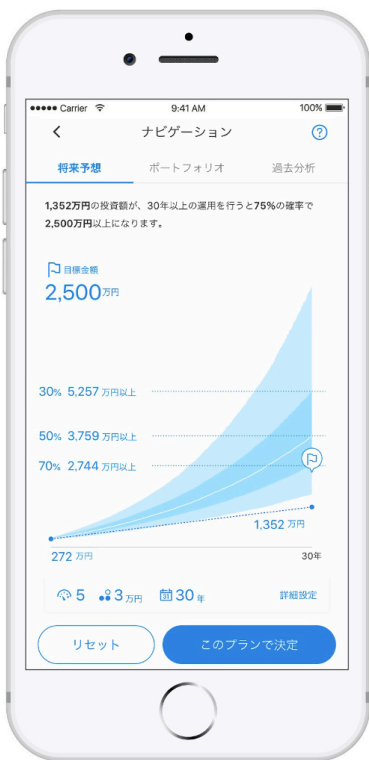 Carrier 9:41 AM 100%
ナビゲーション ?
将来予想 ポートフォリオ 過去分析
1,352万円の投資額が、30年以上の運用を行うと75%の確率で
2,500万円以上になります。
目標金額
2,500万円
30% 5,257 万円以上
50% 3,759 万円以上
70% 2,744 万円以上
1,352 万円
272 万円 30年
5 3万円 31 30年 詳細設定
リセット このプランで決定